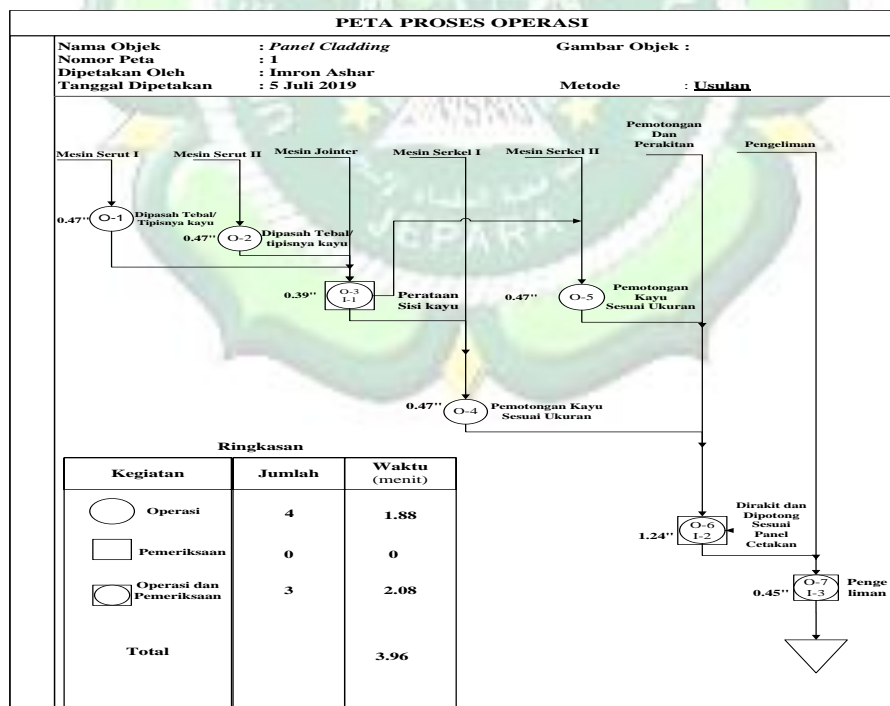 PETA PROSES OPERASI
Nama Objek : Panel Cladding Gambar Objek :
Nomor Peta : 1
Dipetakan Oleh : Imron Ashar
Tanggal Dipetakan : 5 Juli 2019 Metode : Usulan
Pemotongan
Dan
Perakitan
Mesin Serut I Mesin Serut II Mesin Jointer Mesin Serkel I Mesin Serkel II Pengeliman
0.47'' O-1 Dipasah Tebal/
Tipisnya kayu
0.47'' O-2 Dipasah Tebal/
tipisnya kayu
JEPARA
0.39'' O-3
I-1
Perataan
Sisi kayu
0.47'' O-5 Pemotongan
Kayu
Sesuai Ukuran
0.47'' O-4 Pemotongan Kayu
Sesuai Ukuran
1.24'' O-6
I-2
Dirakit dan
Dipotong
Sesuai
Panel
Cetakan
0.45'' O-7
I-3
Penge
liman
Ringkasan
Kegiatan Jumlah Waktu
(menit)
Operasi 4 1.88
Pemeriksaan 0 0
Operasi dan
Pemeriksaan 3 2.08
Total 3.96